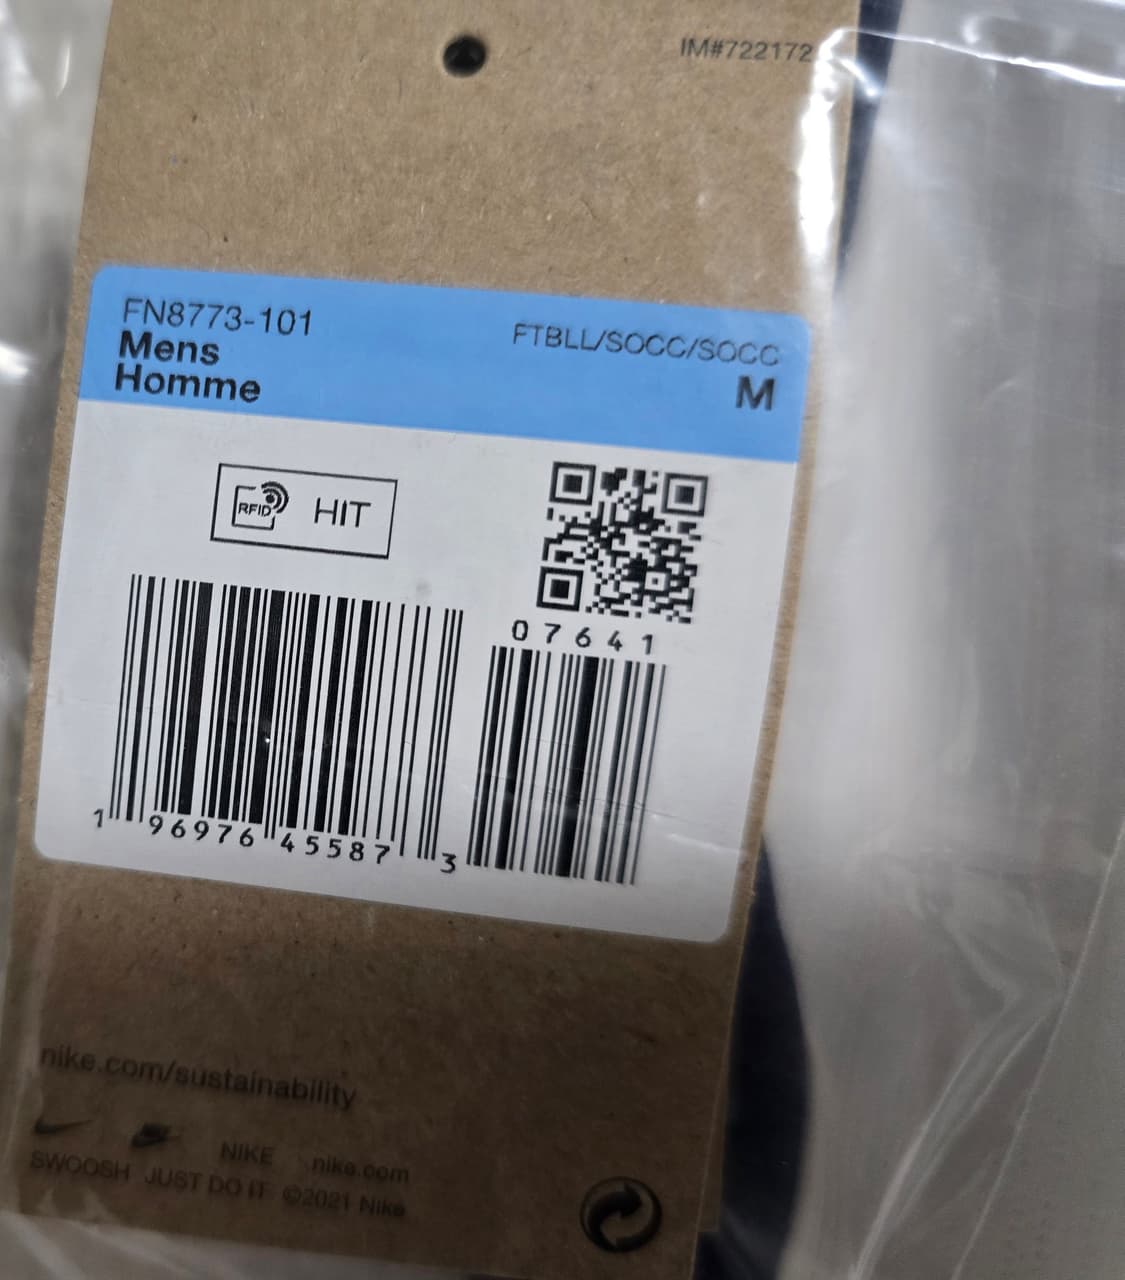 IM#722172
FN8773-101
FTBLL/SOCC/SOCC
Mens
Homme
M
RFID HIT
07641
1 96976 45587 3
nike.com/sustainability
NIKE nike.com
SWOOSH JUST DO IT ©2021 Nike